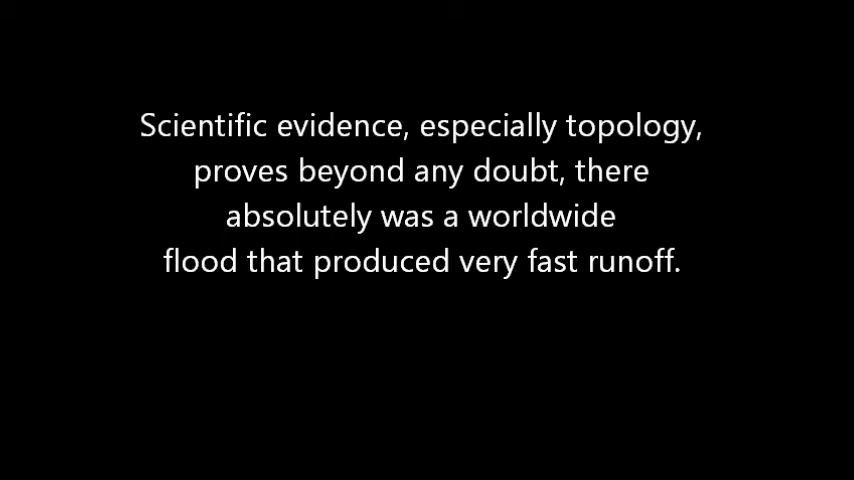 Scientific evidence, especially topology,
proves beyond any doubt, there
absolutely was a worldwide
flood that produced very fast runoff.